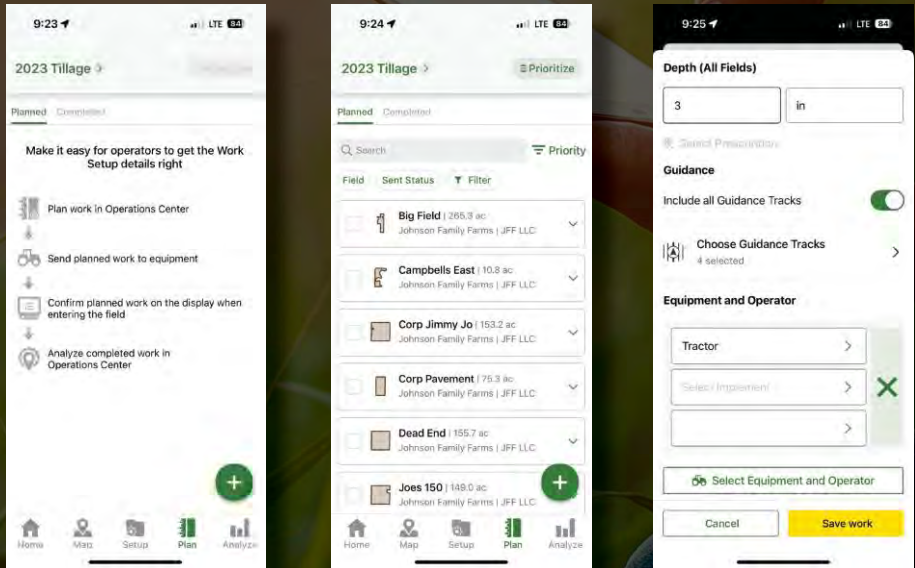 9:23
LTE 84
2023 Tillage >
Planned Completed
Make it easy for operators to get the Work
Setup details right
Plan work in Operations Center
Send planned work to equipment
Confirm planned work on the display when
entering the field
Analyze completed work in
Operations Center
+
Home Map Setup Plan Analyze
9:24
LTE 84
2023 Tillage >
Prioritize
Planned Completed
Search
Priority
Field Sent Status Filter
Big Field | 265.3 ac
Johnson Family Farms | JFF LLC
Campbells East | 10.8 ac
Johnson Family Farms | JFF LLC
Corp Jimmy Jo | 153.2 ac
Johnson Family Farms | JFF LLC
Corp Pavement | 75.3 ac
Johnson Family Farms | JFF LLC
Dead End | 155.7 ac
Johnson Family Farms | JFF LLC
Joes 150 | 149.0 ac
Johnson Family Farms | JFF LLC
+
Home Map Setup Plan Analyze
9:25
LTE 84
Depth (All Fields)
3 in
Select Prescription
Guidance
Include all Guidance Tracks
Choose Guidance Tracks
4 selected
Equipment and Operator
Tractor
Select Implement
Select Equipment and Operator
Cancel Save work